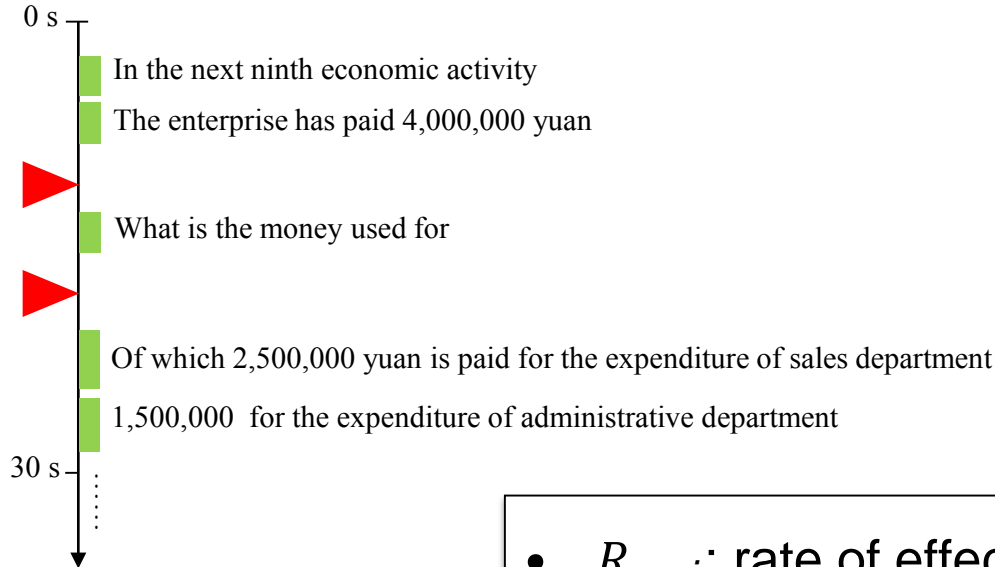 0 s
In the next ninth economic activity
The enterprise has paid 4,000,000 yuan
What is the money used for
Of which 2,500,000 yuan is paid for the expenditure of sales department
1,500,000 for the expenditure of administrative department
30 s
• R : rate of effec